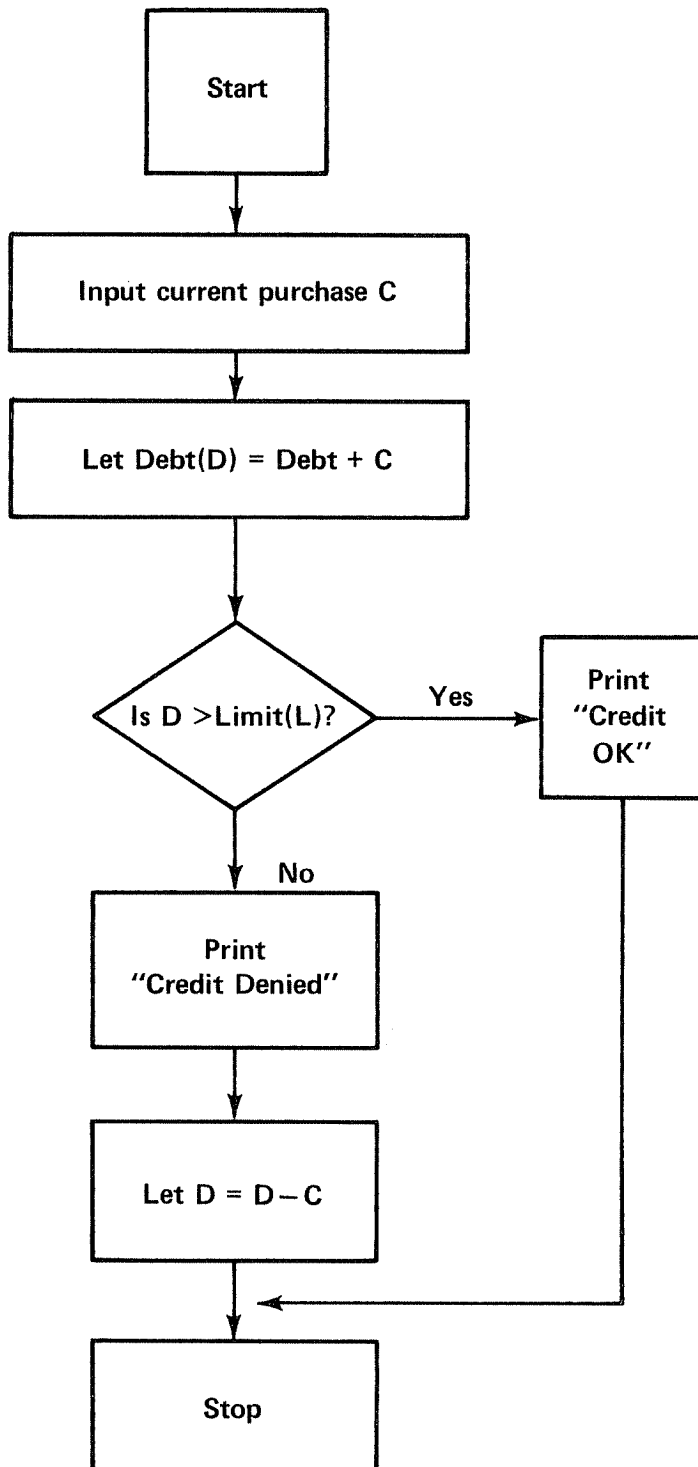 Start
Input current purchase C
Let Debt(D) = Debt + C
Is D >Limit(L)?
Yes
Print
“Credit
OK”
No
Print
“Credit Denied”
Let D = D – C
Stop